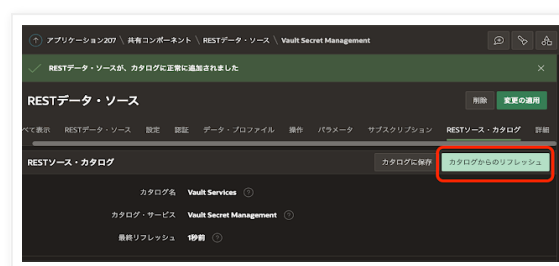 アプリケーション207 \ 共有コンポーネント \ RESTデータ・ソース \ Vault Secret Management
RESTデータ・ソースが、カタログに正常に追加されました
RESTデータ・ソース
削除 変更の適用
べて表示 RESTデータ・ソース 設定 認証 データ・プロファイル 操作 パラメータ サブスクリプション RESTソース・カタログ 詳細
RESTソース・カタログ
カタログに保存 カタログからのリフレッシュ
カタログ名 Vault Services
カタログ・サービス Vault Secret Management
最終リフレッシュ 1秒前